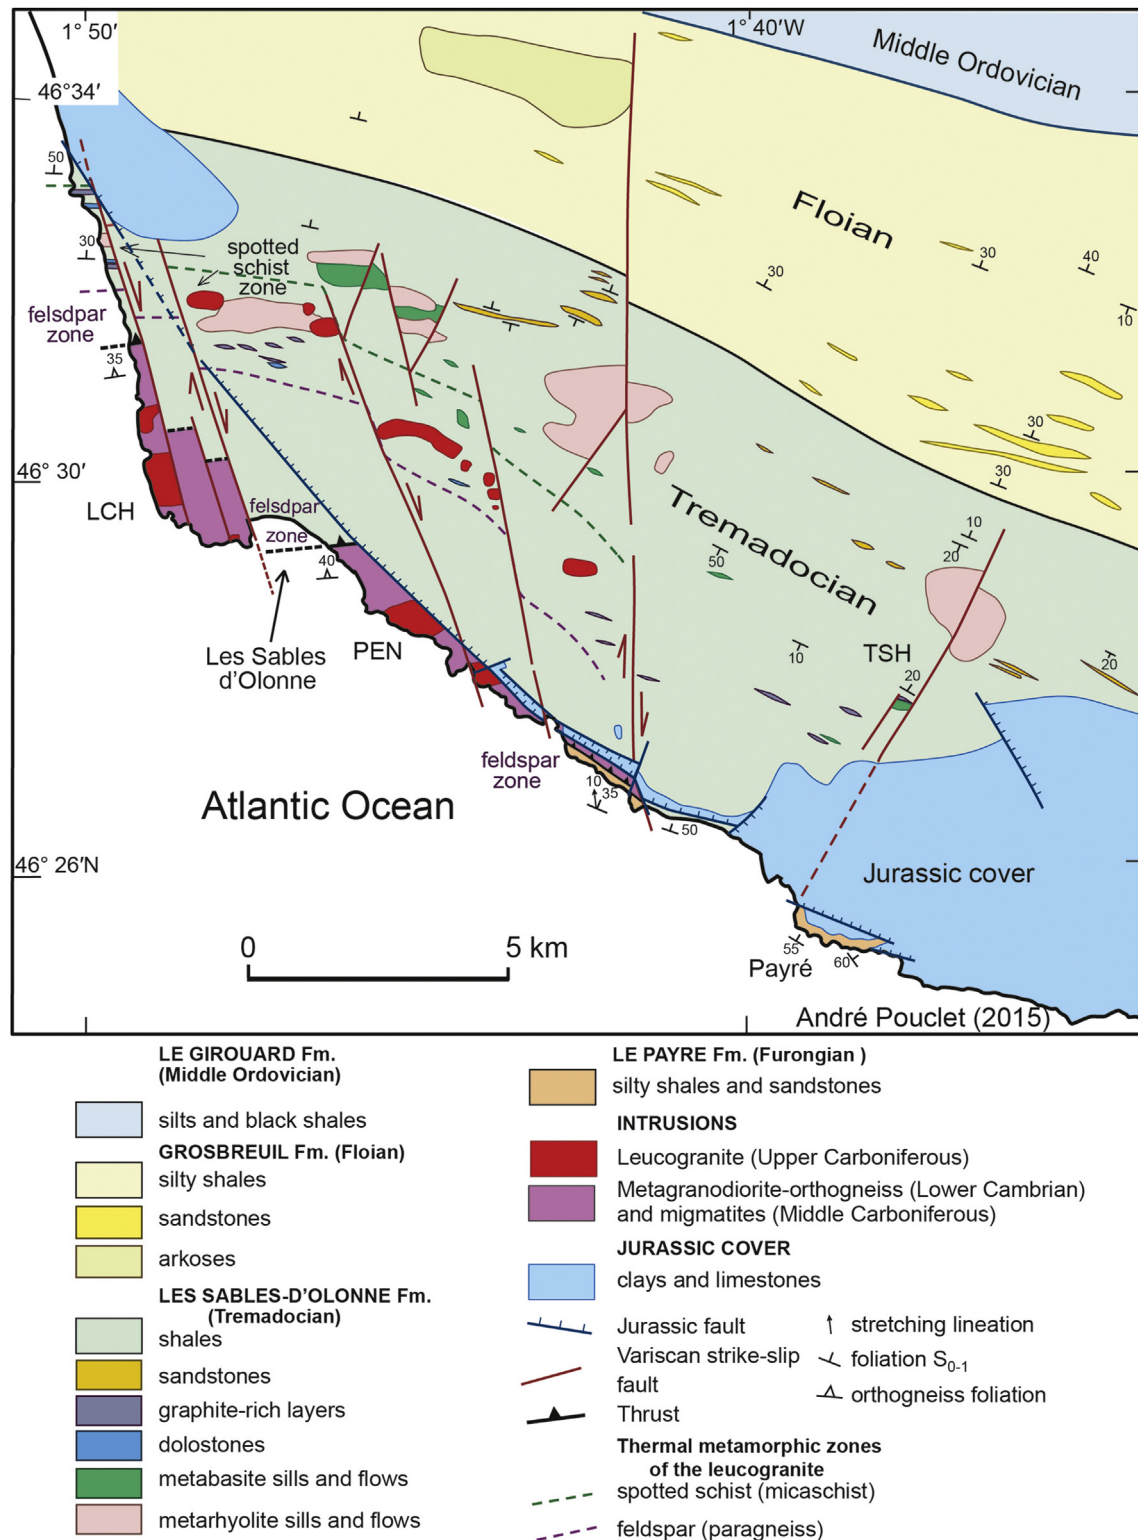 1° 50′
1° 40′W
Middle Ordovician
46°34′
50
Floian
30
40
30
10
spotted
schist
zone
30
felsdpar
zone
35
30
30
46° 30′
LCH
felsdpar
zone
Tremadocian
10
20
50
40
Les Sables
d’Olonne
PEN
10
TSH
20
20
feldspar
zone
10
35
50
Atlantic Ocean
46° 26′N
Jurassic cover
0
5 km
55
60
Payré
André Pouclet (2015)
LE GIROUARD Fm.
(Middle Ordovician)
silts and black shales
GROSBREUIL Fm. (Floian)
silty shales
sandstones
arkoses
LES SABLES-D’OLONNE Fm.
(Tremadocian)
shales
sandstones
graphite-rich layers
dolostones
metabasite sills and flows
metarhyolite sills and flows
LE PAYRE Fm. (Furongian )
silty shales and sandstones
INTRUSIONS
Leucogranite (Upper Carboniferous)
Metagranodiorite-orthogneiss (Lower Cambrian)
and migmatites (Middle Carboniferous)
JURASSIC COVER
clays and limestones
Jurassic fault
Variscan strike-slip
fault
Thrust
stretching lineation
foliation S0-1
orthogneiss foliation
Thermal metamorphic zones
of the leucogranite
spotted schist (micaschist)
feldspar (paragneiss)